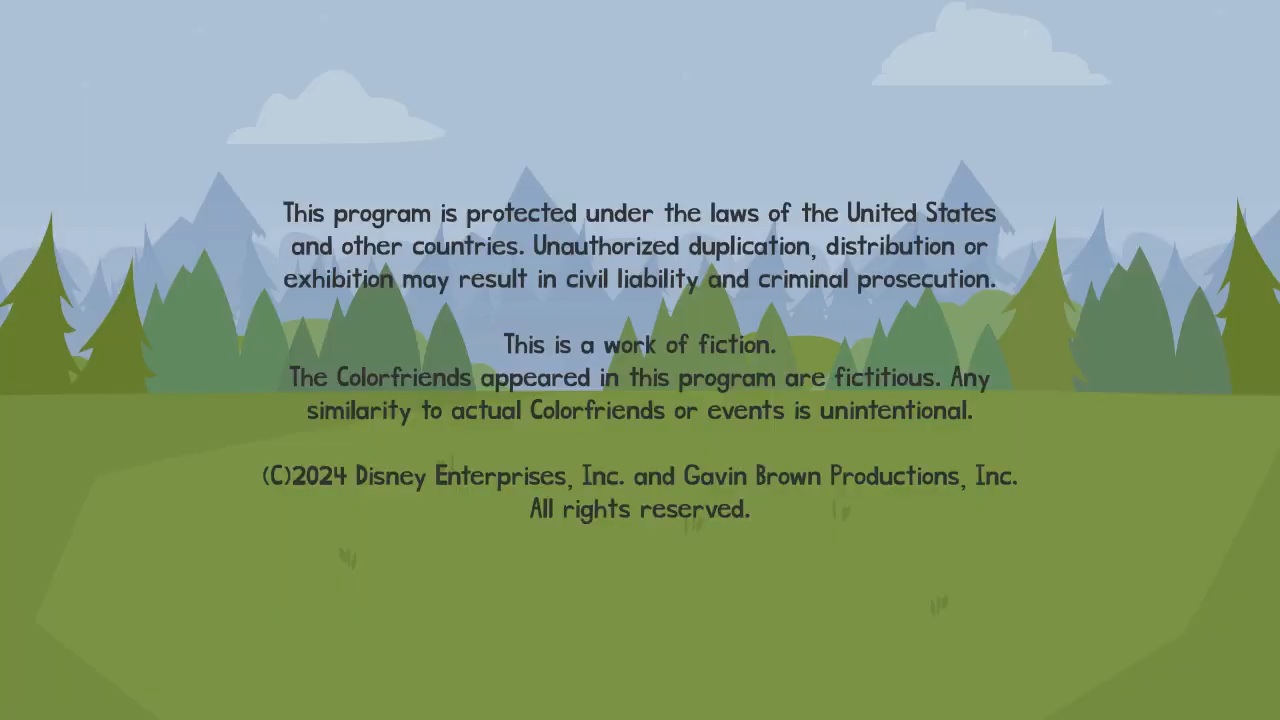 This program is protected under the laws of the United States
and other countries. Unauthorized duplication, distribution or
exhibition may result in civil liability and criminal prosecution.
This is a work of fiction.
The Colorfriends appeared in this program are fictitious. Any
similarity to actual Colorfriends or events is unintentional.
(C)2024 Disney Enterprises, Inc. and Gavin Brown Productions, Inc.
All rights reserved.